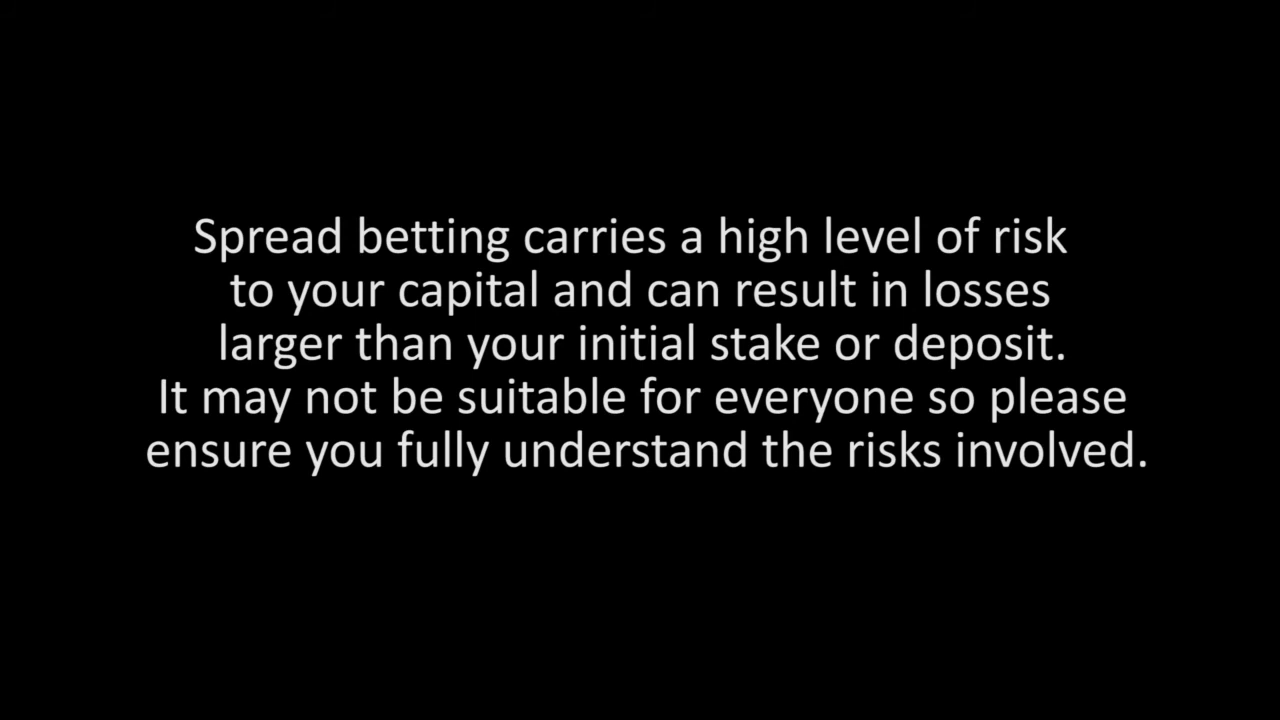 Spread betting carries a high level of risk
to your capital and can result in losses
larger than your initial stake or deposit.
It may not be suitable for everyone so please
ensure you fully understand the risks involved.